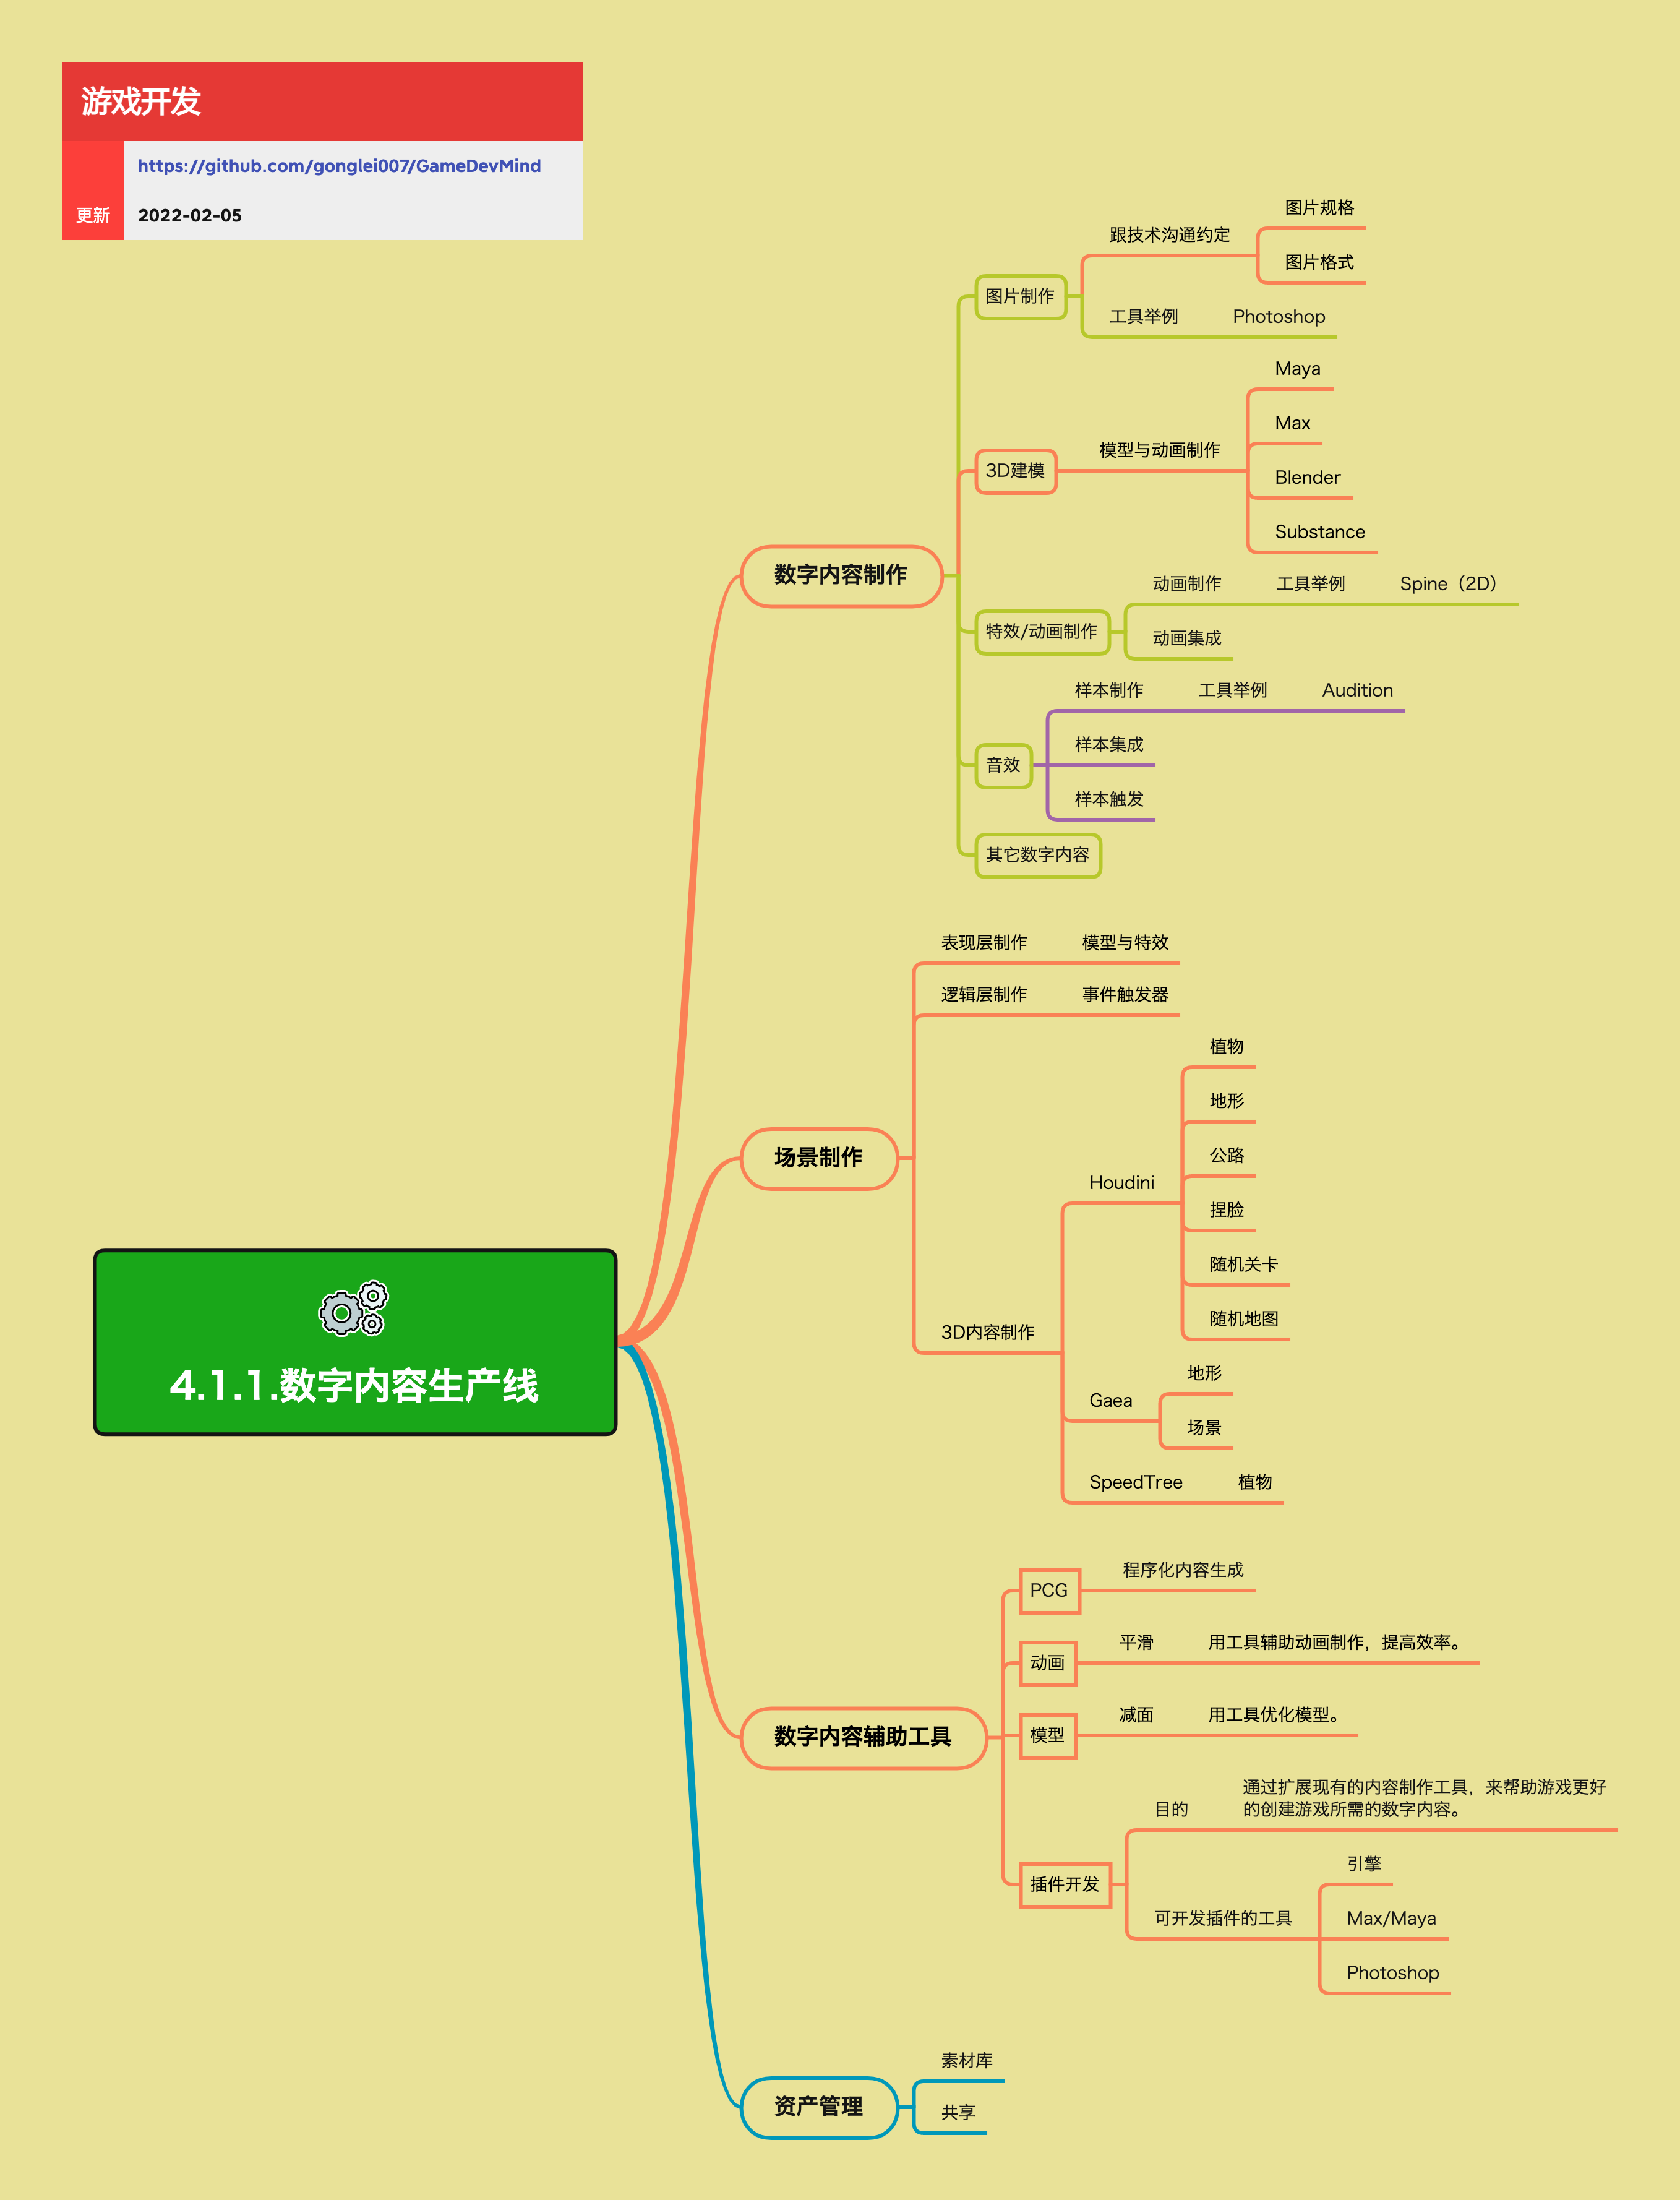 游戏开发
https://github.com/gonglei007/GameDevMind
更新 2022-02-05
4.1.1.数字内容生产线
数字内容制作
图片制作
跟技术沟通约定
图片规格
图片格式
工具举例 Photoshop
3D建模
模型与动画制作
Maya
Max
Blender
Substance
特效/动画制作
动画制作 工具举例 Spine（2D）
动画集成
音效
样本制作 工具举例 Audition
样本集成
样本触发
其它数字内容
场景制作
表现层制作 模型与特效
逻辑层制作 事件触发器
3D内容制作
Houdini
植物
地形
公路
捏脸
随机关卡
随机地图
Gaea
地形
场景
SpeedTree 植物
数字内容辅助工具
PCG 程序化内容生成
动画 平滑 用工具辅助动画制作，提高效率。
模型 减面 用工具优化模型。
插件开发
目的
通过扩展现有的内容制作工具，来帮助游戏更好
的创建游戏所需的数字内容。
可开发插件的工具
引擎
Max/Maya
Photoshop
资产管理
素材库
共享